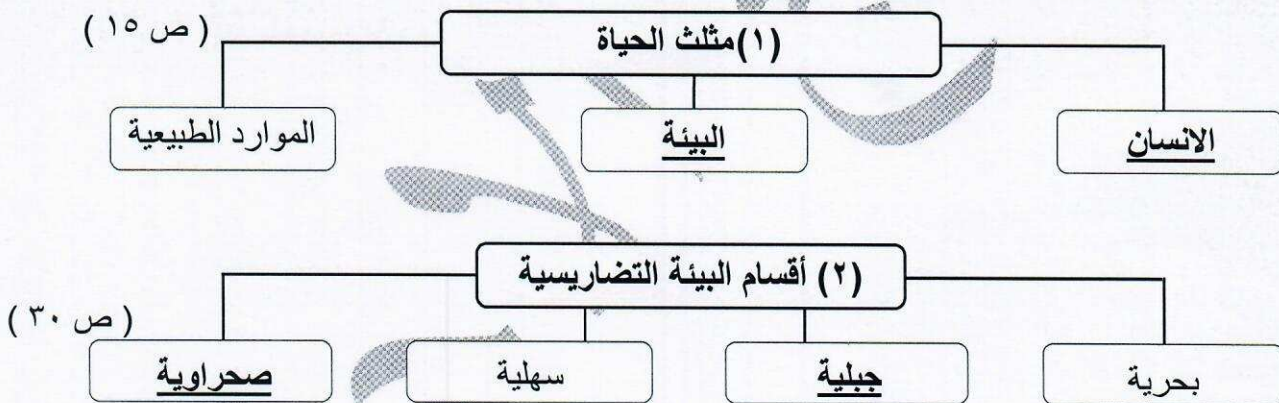 (١) مثلث الحياة
( ص ١٥ )
الانسان
البيئة
الموارد الطبيعية
(٢) أقسام البيئة التضاريسية
( ص ٣٠ )
بحرية
جبلية
سهلية
صحراوية